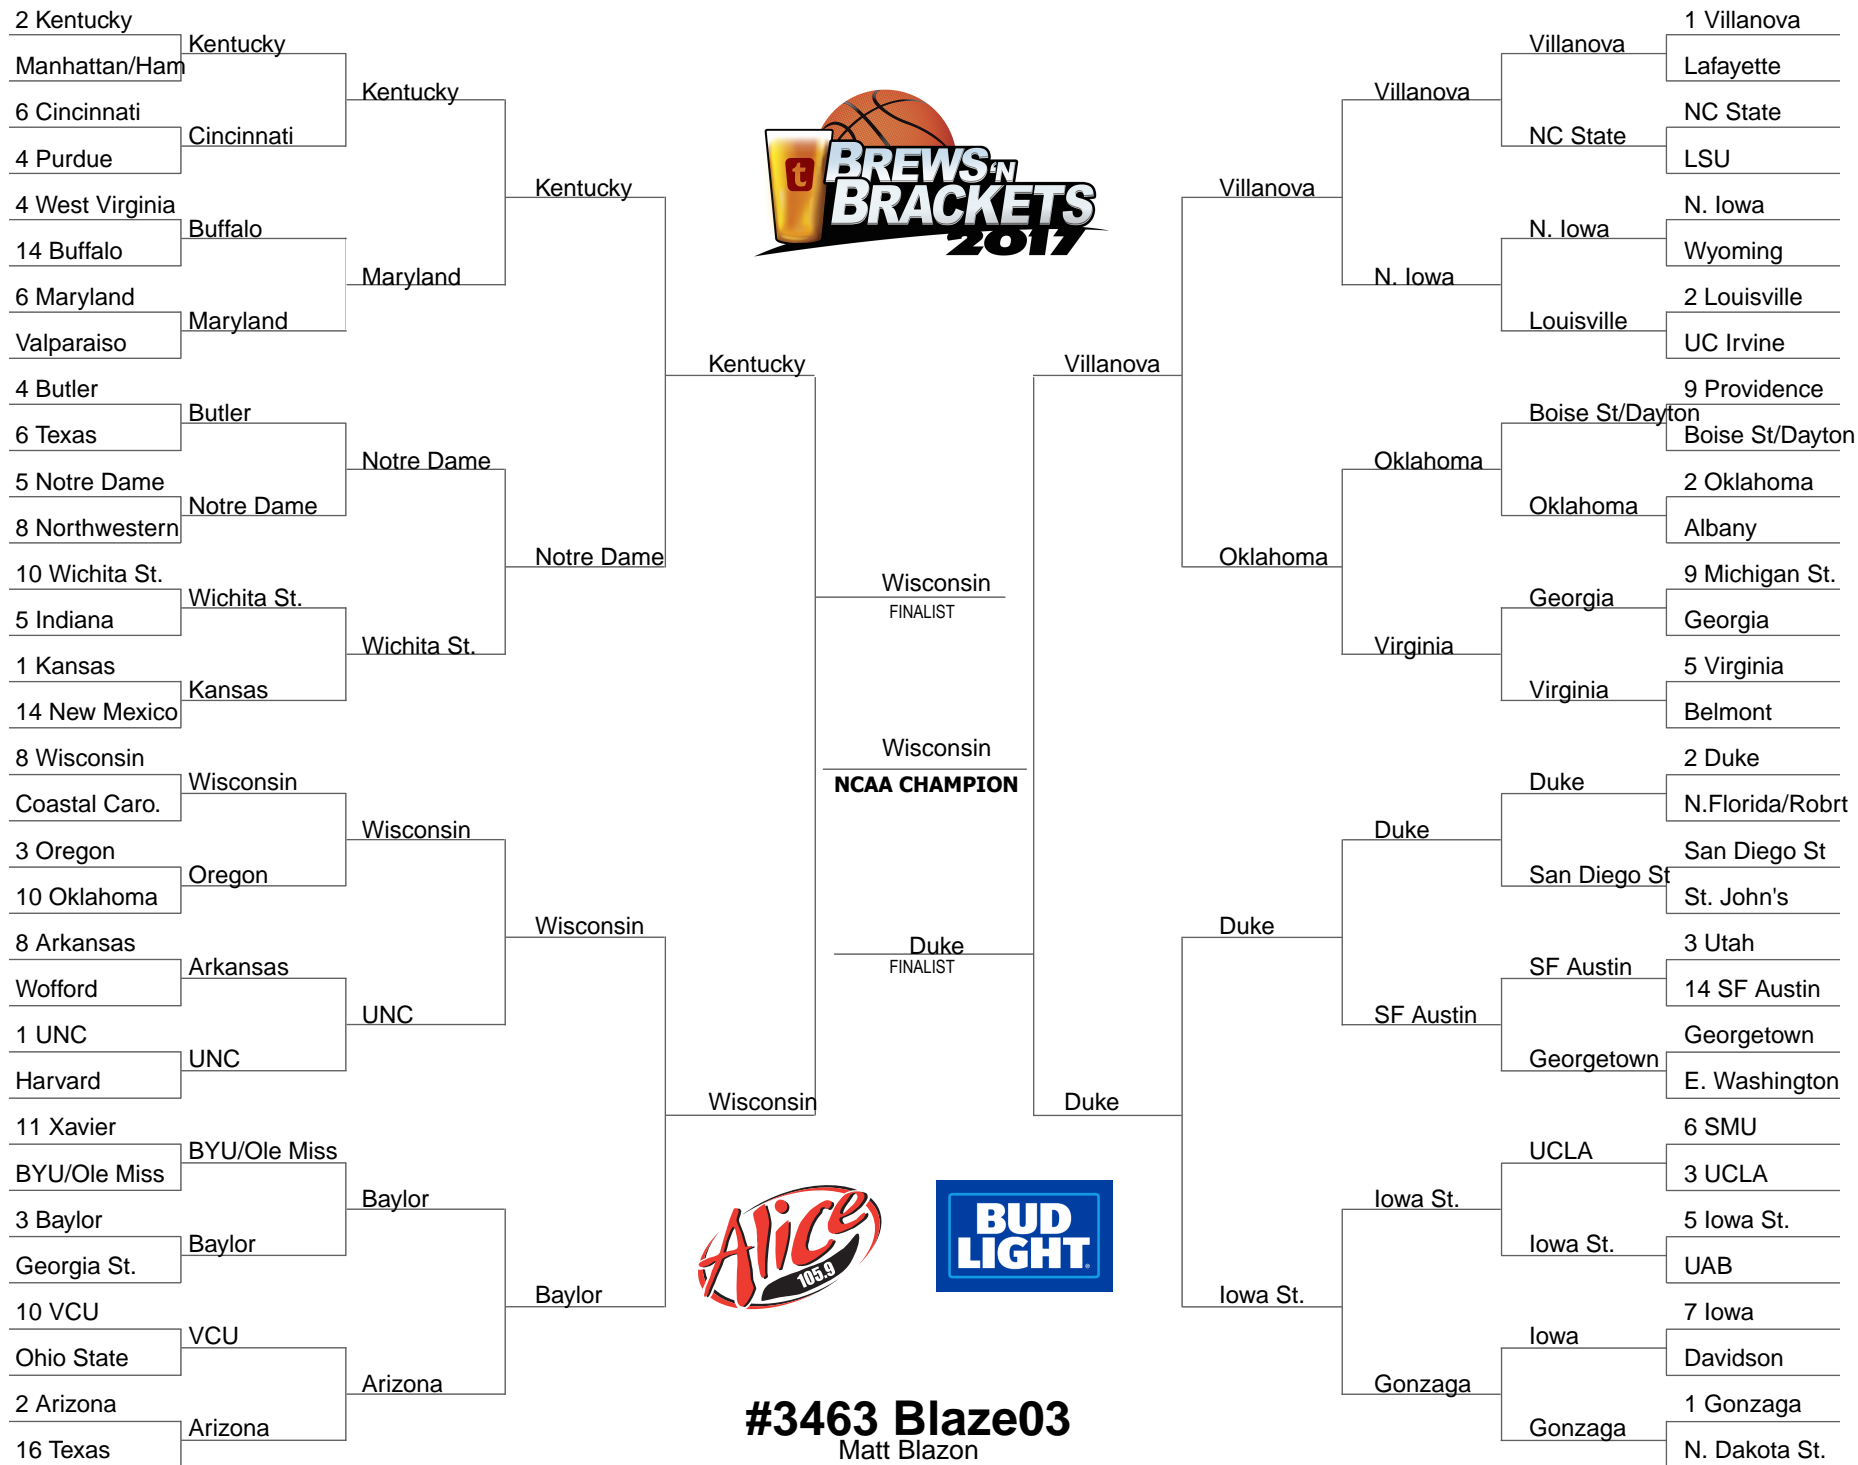 2 Kentucky
Manhattan/Ham
6 Cincinnati
4 Purdue
4 West Virginia
14 Buffalo
6 Maryland
Valparaiso
4 Butler
6 Texas
5 Notre Dame
8 Northwestern
10 Wichita St.
5 Indiana
1 Kansas
14 New Mexico
8 Wisconsin
Coastal Caro.
3 Oregon
10 Oklahoma
8 Arkansas
Wofford
1 UNC
Harvard
11 Xavier
BYU/Ole Miss
3 Baylor
Georgia St.
10 VCU
Ohio State
2 Arizona
16 Texas
Kentucky
Cincinnati
Buffalo
Maryland
Butler
Notre Dame
Wichita St.
Kansas
Wisconsin
Oregon
Arkansas
UNC
BYU/Ole Miss
Baylor
VCU
Arizona
Kentucky
Maryland
Notre Dame
Wichita St.
Wisconsin
UNC
Baylor
Arizona
Kentucky
Notre Dame
Wisconsin
Baylor
Kentucky
Wisconsin
t
BREWS 'N
BRACKETS
2017
Wisconsin
FINALIST
Wisconsin
NCAA CHAMPION
Duke
FINALIST
Alice
105.9
BUD
LIGHT
#3463 Blaze03
Matt Blazon
Villanova
Duke
Villanova
Oklahoma
Duke
Iowa St.
Villanova
N. Iowa
Oklahoma
Virginia
Duke
SF Austin
Iowa St.
Gonzaga
Villanova
NC State
N. Iowa
Louisville
Boise St/Dayton
Oklahoma
Georgia
Virginia
Duke
San Diego St
SF Austin
Georgetown
UCLA
Iowa St.
Iowa
Gonzaga
1 Villanova
Lafayette
NC State
LSU
N. Iowa
Wyoming
2 Louisville
UC Irvine
9 Providence
Boise St/Dayton
2 Oklahoma
Albany
9 Michigan St.
Georgia
5 Virginia
Belmont
2 Duke
N.Florida/Robrt
San Diego St
St. John's
3 Utah
14 SF Austin
Georgetown
E. Washington
6 SMU
3 UCLA
5 Iowa St.
UAB
7 Iowa
Davidson
1 Gonzaga
N. Dakota St.